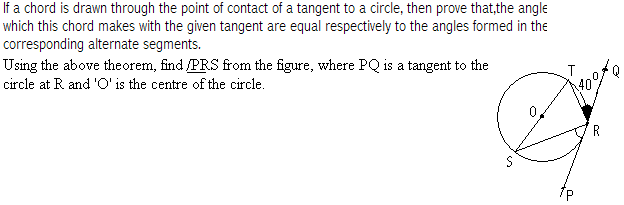 If a chord is drawn through the point of contact of a tangent to a circle, then prove that,the angle
which this chord makes with the given tangent are equal respectively to the angles formed in the
corresponding alternate segments.
Using the above theorem, find /PRS from the figure, where PQ is a tangent to the
circle at R and 'O' is the centre of the circle.
T
Q
40°
O
R
S
P